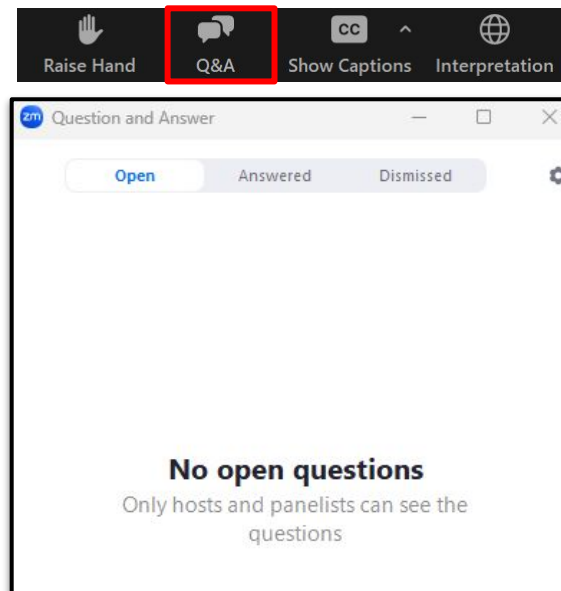 Raise Hand Q&A CC Show Captions Interpretation
zm Question and Answer
Open Answered Dismissed
No open questions
Only hosts and panelists can see the
questions